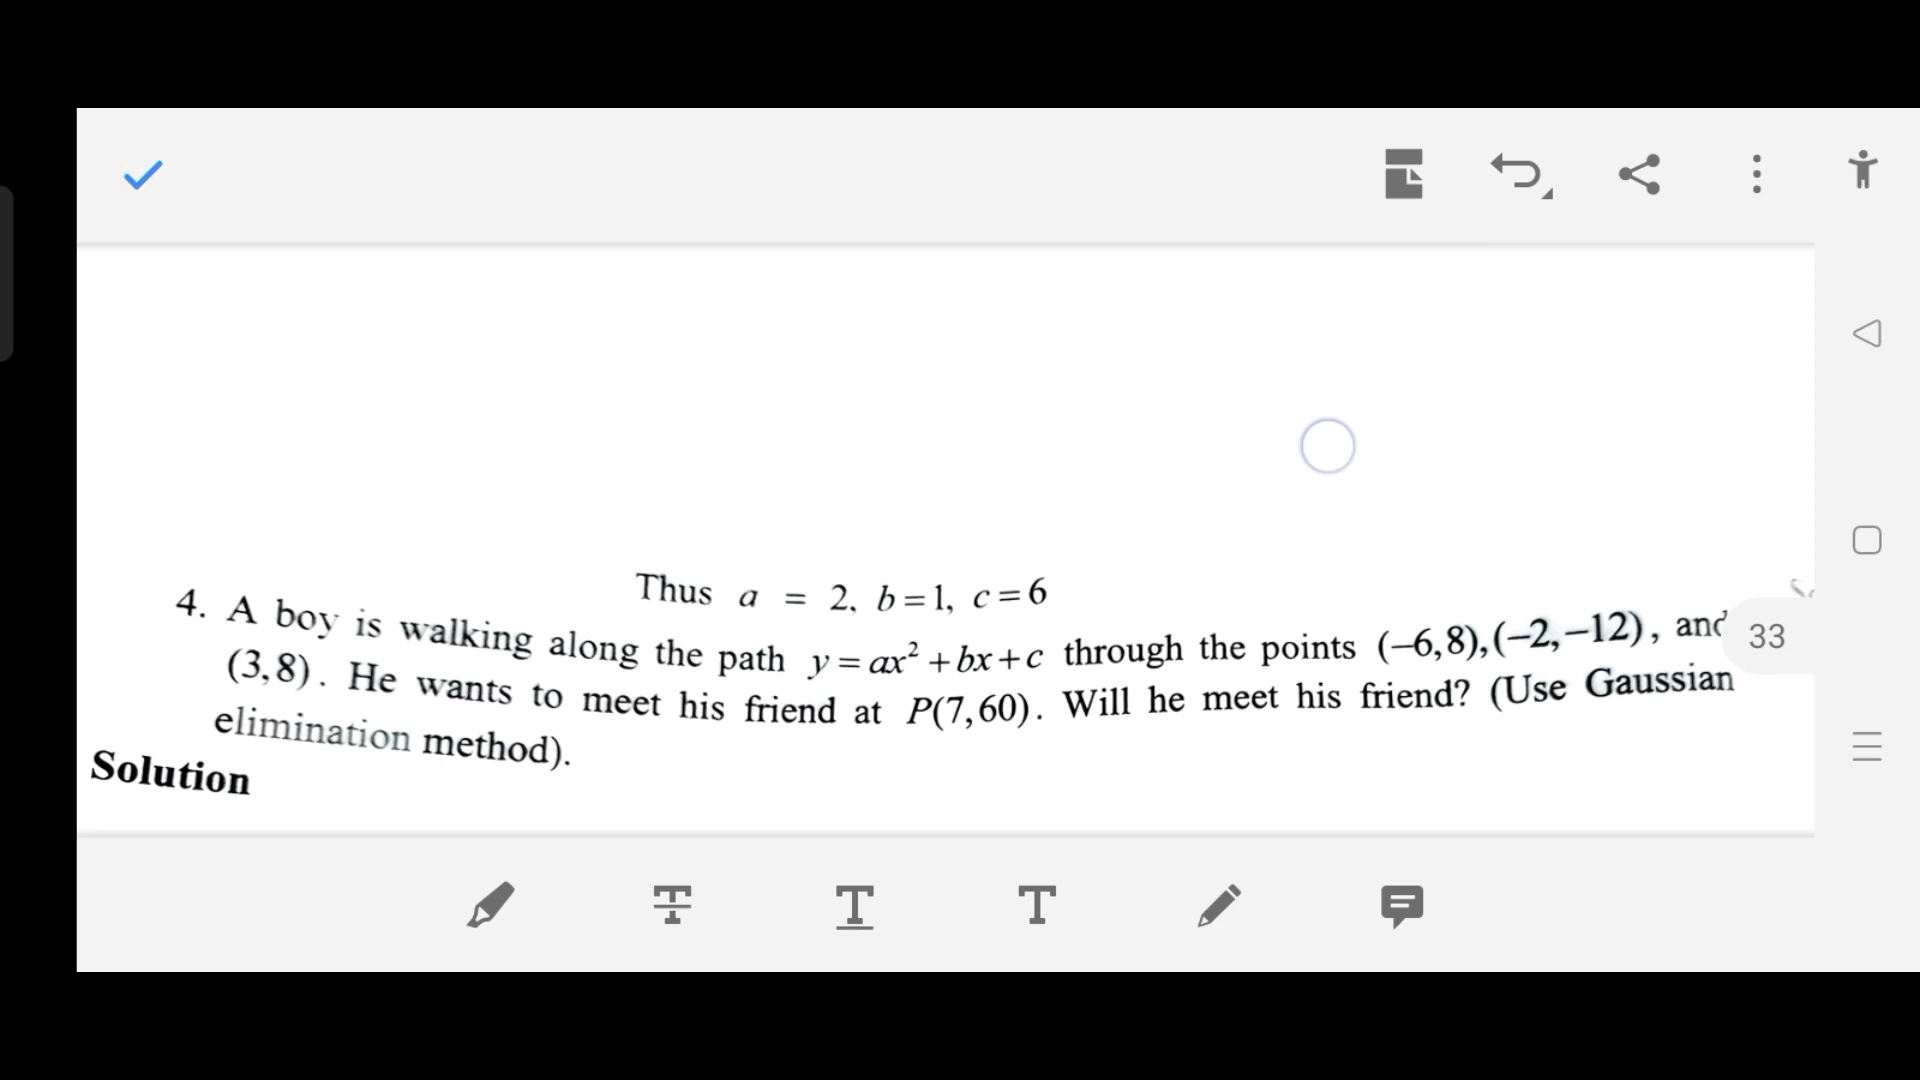 Thus a = 2, b=1, c=6
4. A boy is walking along the path y=ax²+bx+c through the points (−6,8),(−2,−12), and
(3,8). He wants to meet his friend at P(7,60). Will he meet his friend? (Use Gaussian
elimination method).
Solution
33